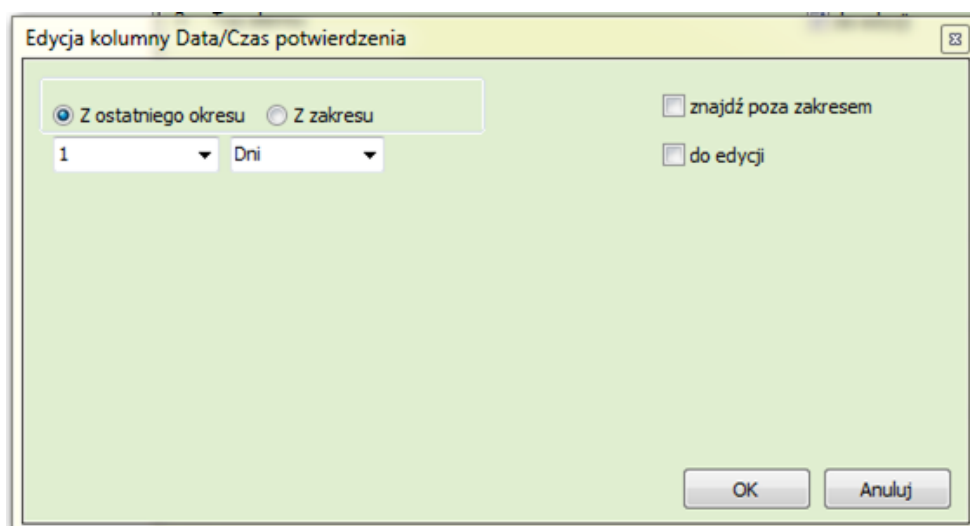 Edycja kolumny Data/Czas potwierdzenia
Z ostatniego okresu Z zakresu
znajdź poza zakresem
1 Dni
do edycji
OK Anuluj